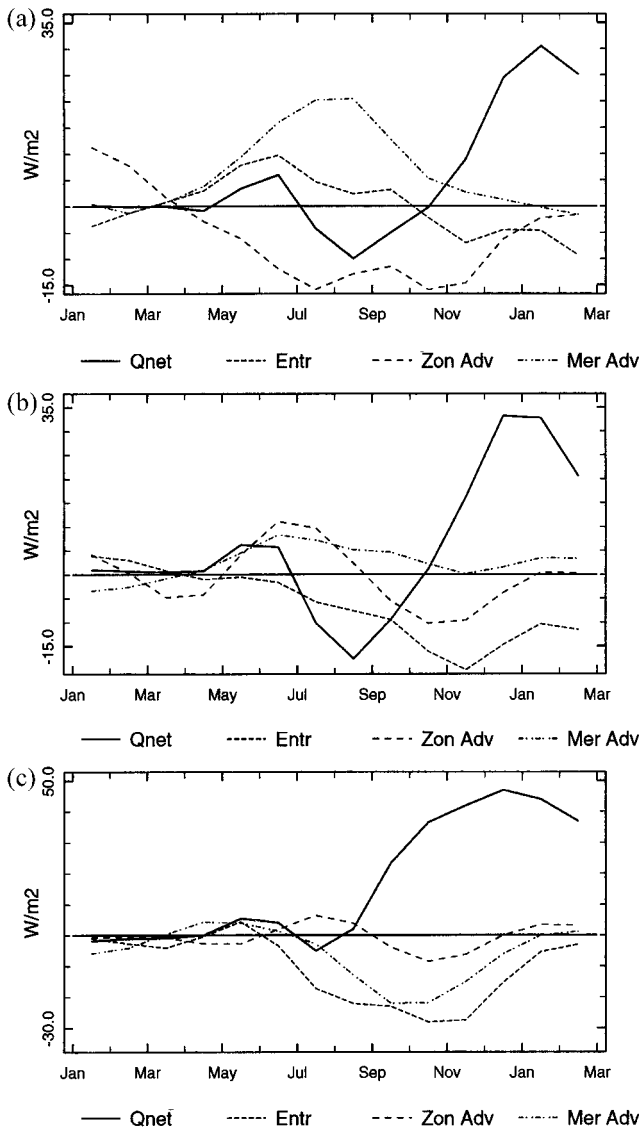 (a)
35.0
W/m2
-15.0
Jan Mar May Jul Sep Nov Jan Mar
Qnet Entr Zon Adv Mer Adv
(b)
35.0
W/m2
-15.0
Jan Mar May Jul Sep Nov Jan Mar
Qnet Entr Zon Adv Mer Adv
(c)
50.0
W/m2
-30.0
Jan Mar May Jul Sep Nov Jan Mar
Qnet Entr Zon Adv Mer Adv